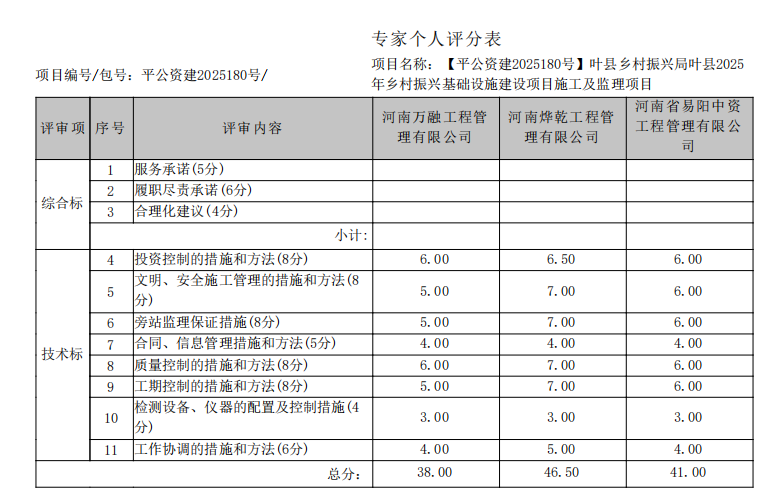 专家个人评分表
项目编号/包号: 平公资建2025180号/
项目名称: 【平公资建2025180号】叶县乡村振兴局叶县2025
年乡村振兴基础设施建设项目施工及监理项目
评审项 序号 评审内容 河南万融工程管理有限公司 河南烨乾工程管理有限公司 河南省易阳中资工程管理有限公司
综合标
1 服务承诺(5分)
2 履职尽责承诺(6分)
3 合理化建议(4分)
小计:
技术标
4 投资控制的措施和方法(8分) 6.00 6.50 6.00
5 文明、安全施工管理的措施和方法(8分) 5.00 7.00 6.00
6 旁站监理保证措施(8分) 5.00 7.00 6.00
7 合同、信息管理措施和方法(5分) 4.00 4.00 4.00
8 质量控制的措施和方法(8分) 6.00 7.00 6.00
9 工期控制的措施和方法(8分) 5.00 7.00 6.00
10 检测设备、仪器的配置及控制措施(4分) 3.00 3.00 3.00
11 工作协调的措施和方法(6分) 4.00 5.00 4.00
总分: 38.00 46.50 41.00